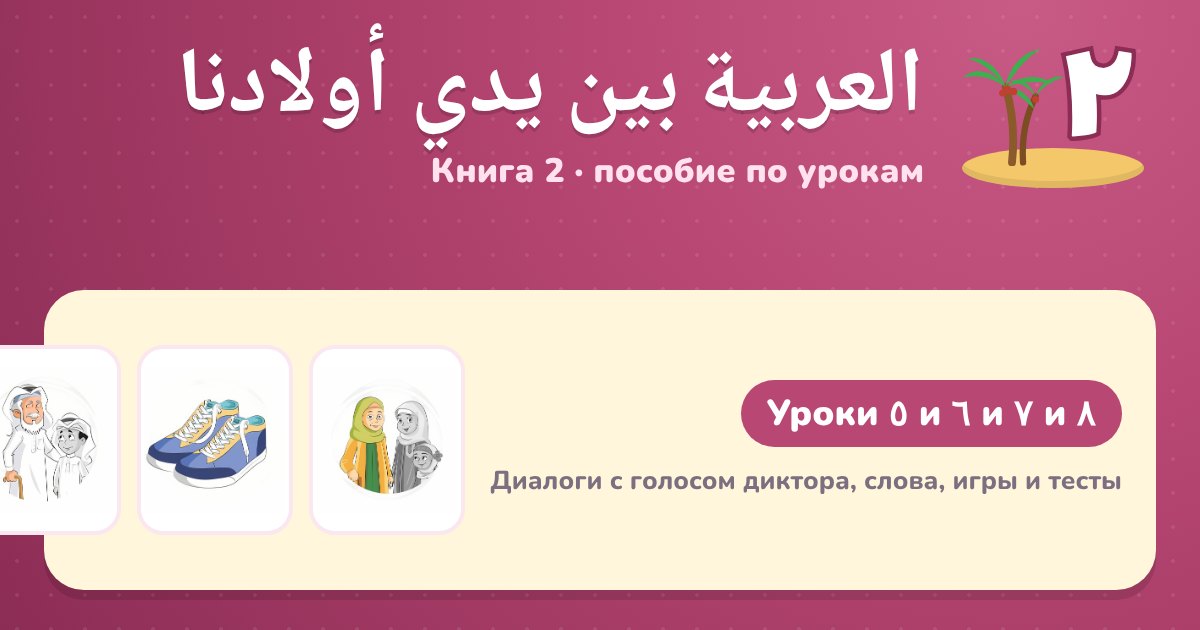 العربية بين يدي أولادنا
٢
Книга 2 · пособие по урокам
Уроки ٥ и ٦ и ٧ и ٨
Диалоги с голосом диктора, слова, игры и тесты